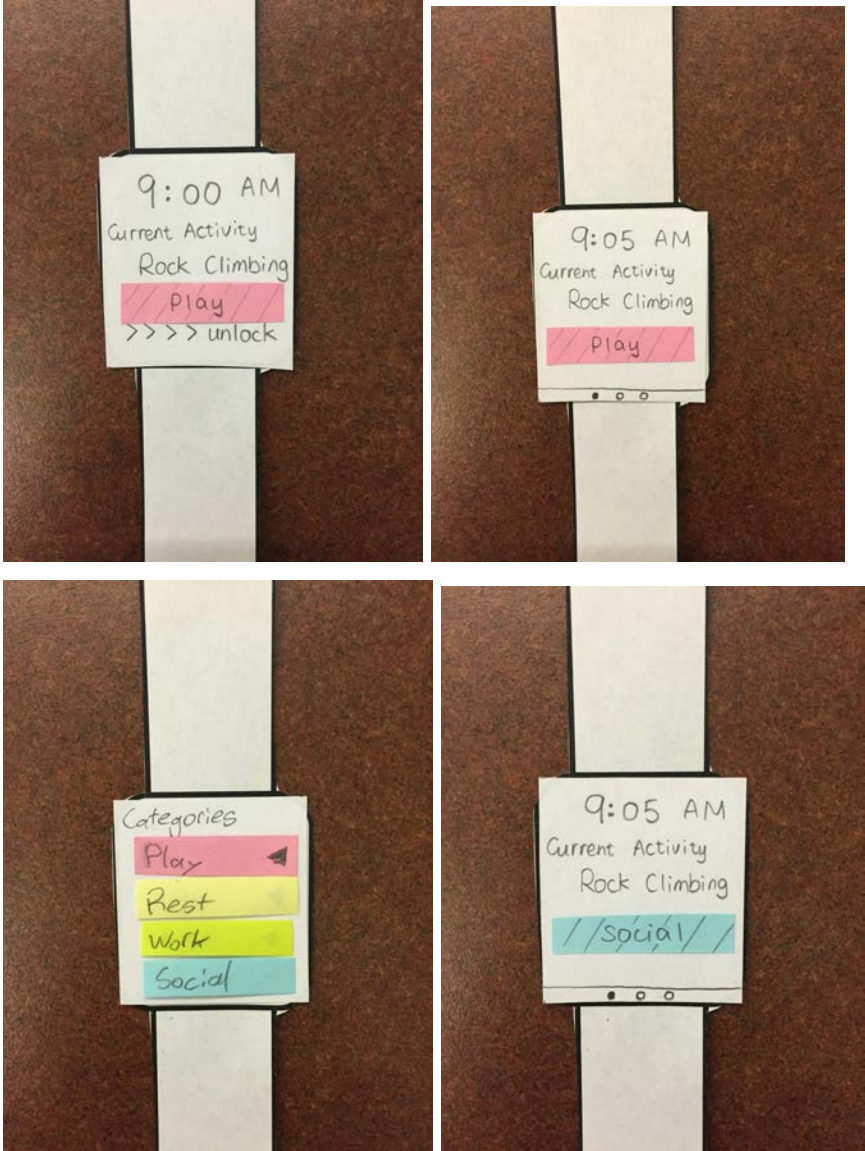 9:00 AM
Current Activity
Rock Climbing
Play
>>>> unlock
9:05 AM
Current Activity
Rock Climbing
Play
Categories
Play
Rest
Work
Social
9:05 AM
Current Activity
Rock Climbing
Social